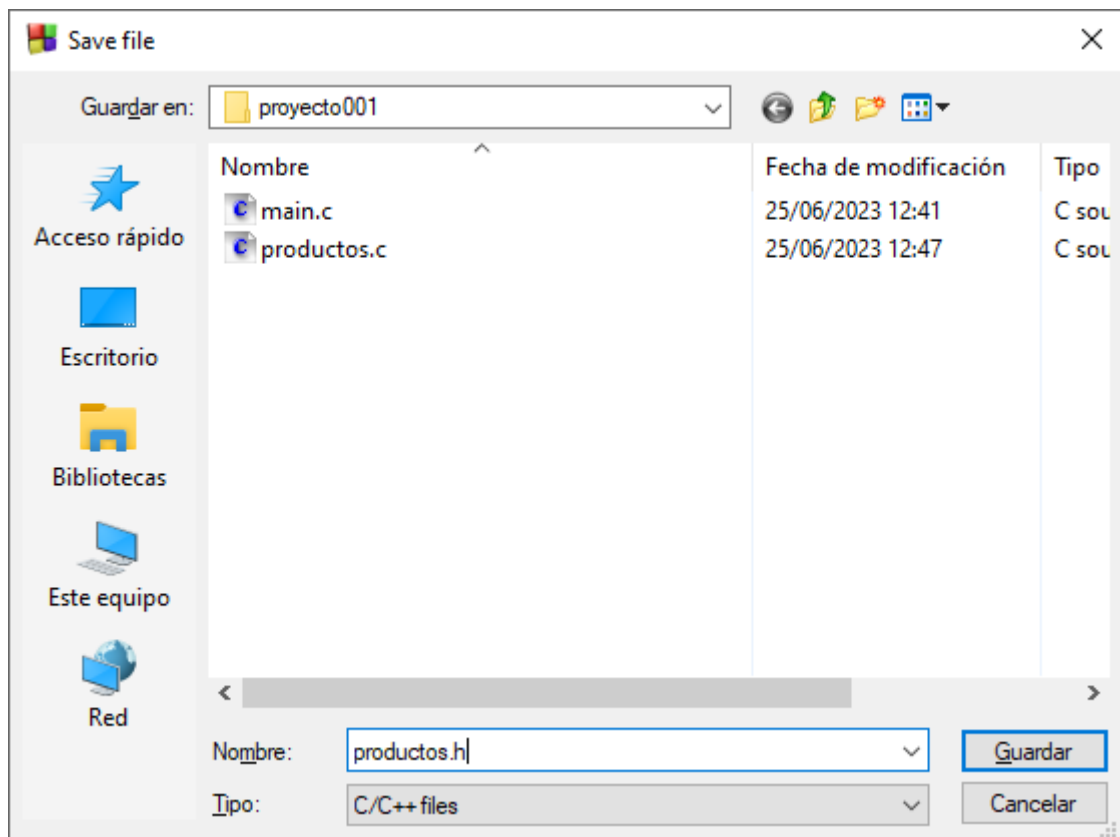 Save file
Guardar en: proyecto001
Nombre Fecha de modificación Tipo
main.c 25/06/2023 12:41 C sou
productos.c 25/06/2023 12:47 C sou
Acceso rápido
Escritorio
Bibliotecas
Este equipo
Red
Nombre: productos.h Guardar
Tipo: C/C++ files Cancelar